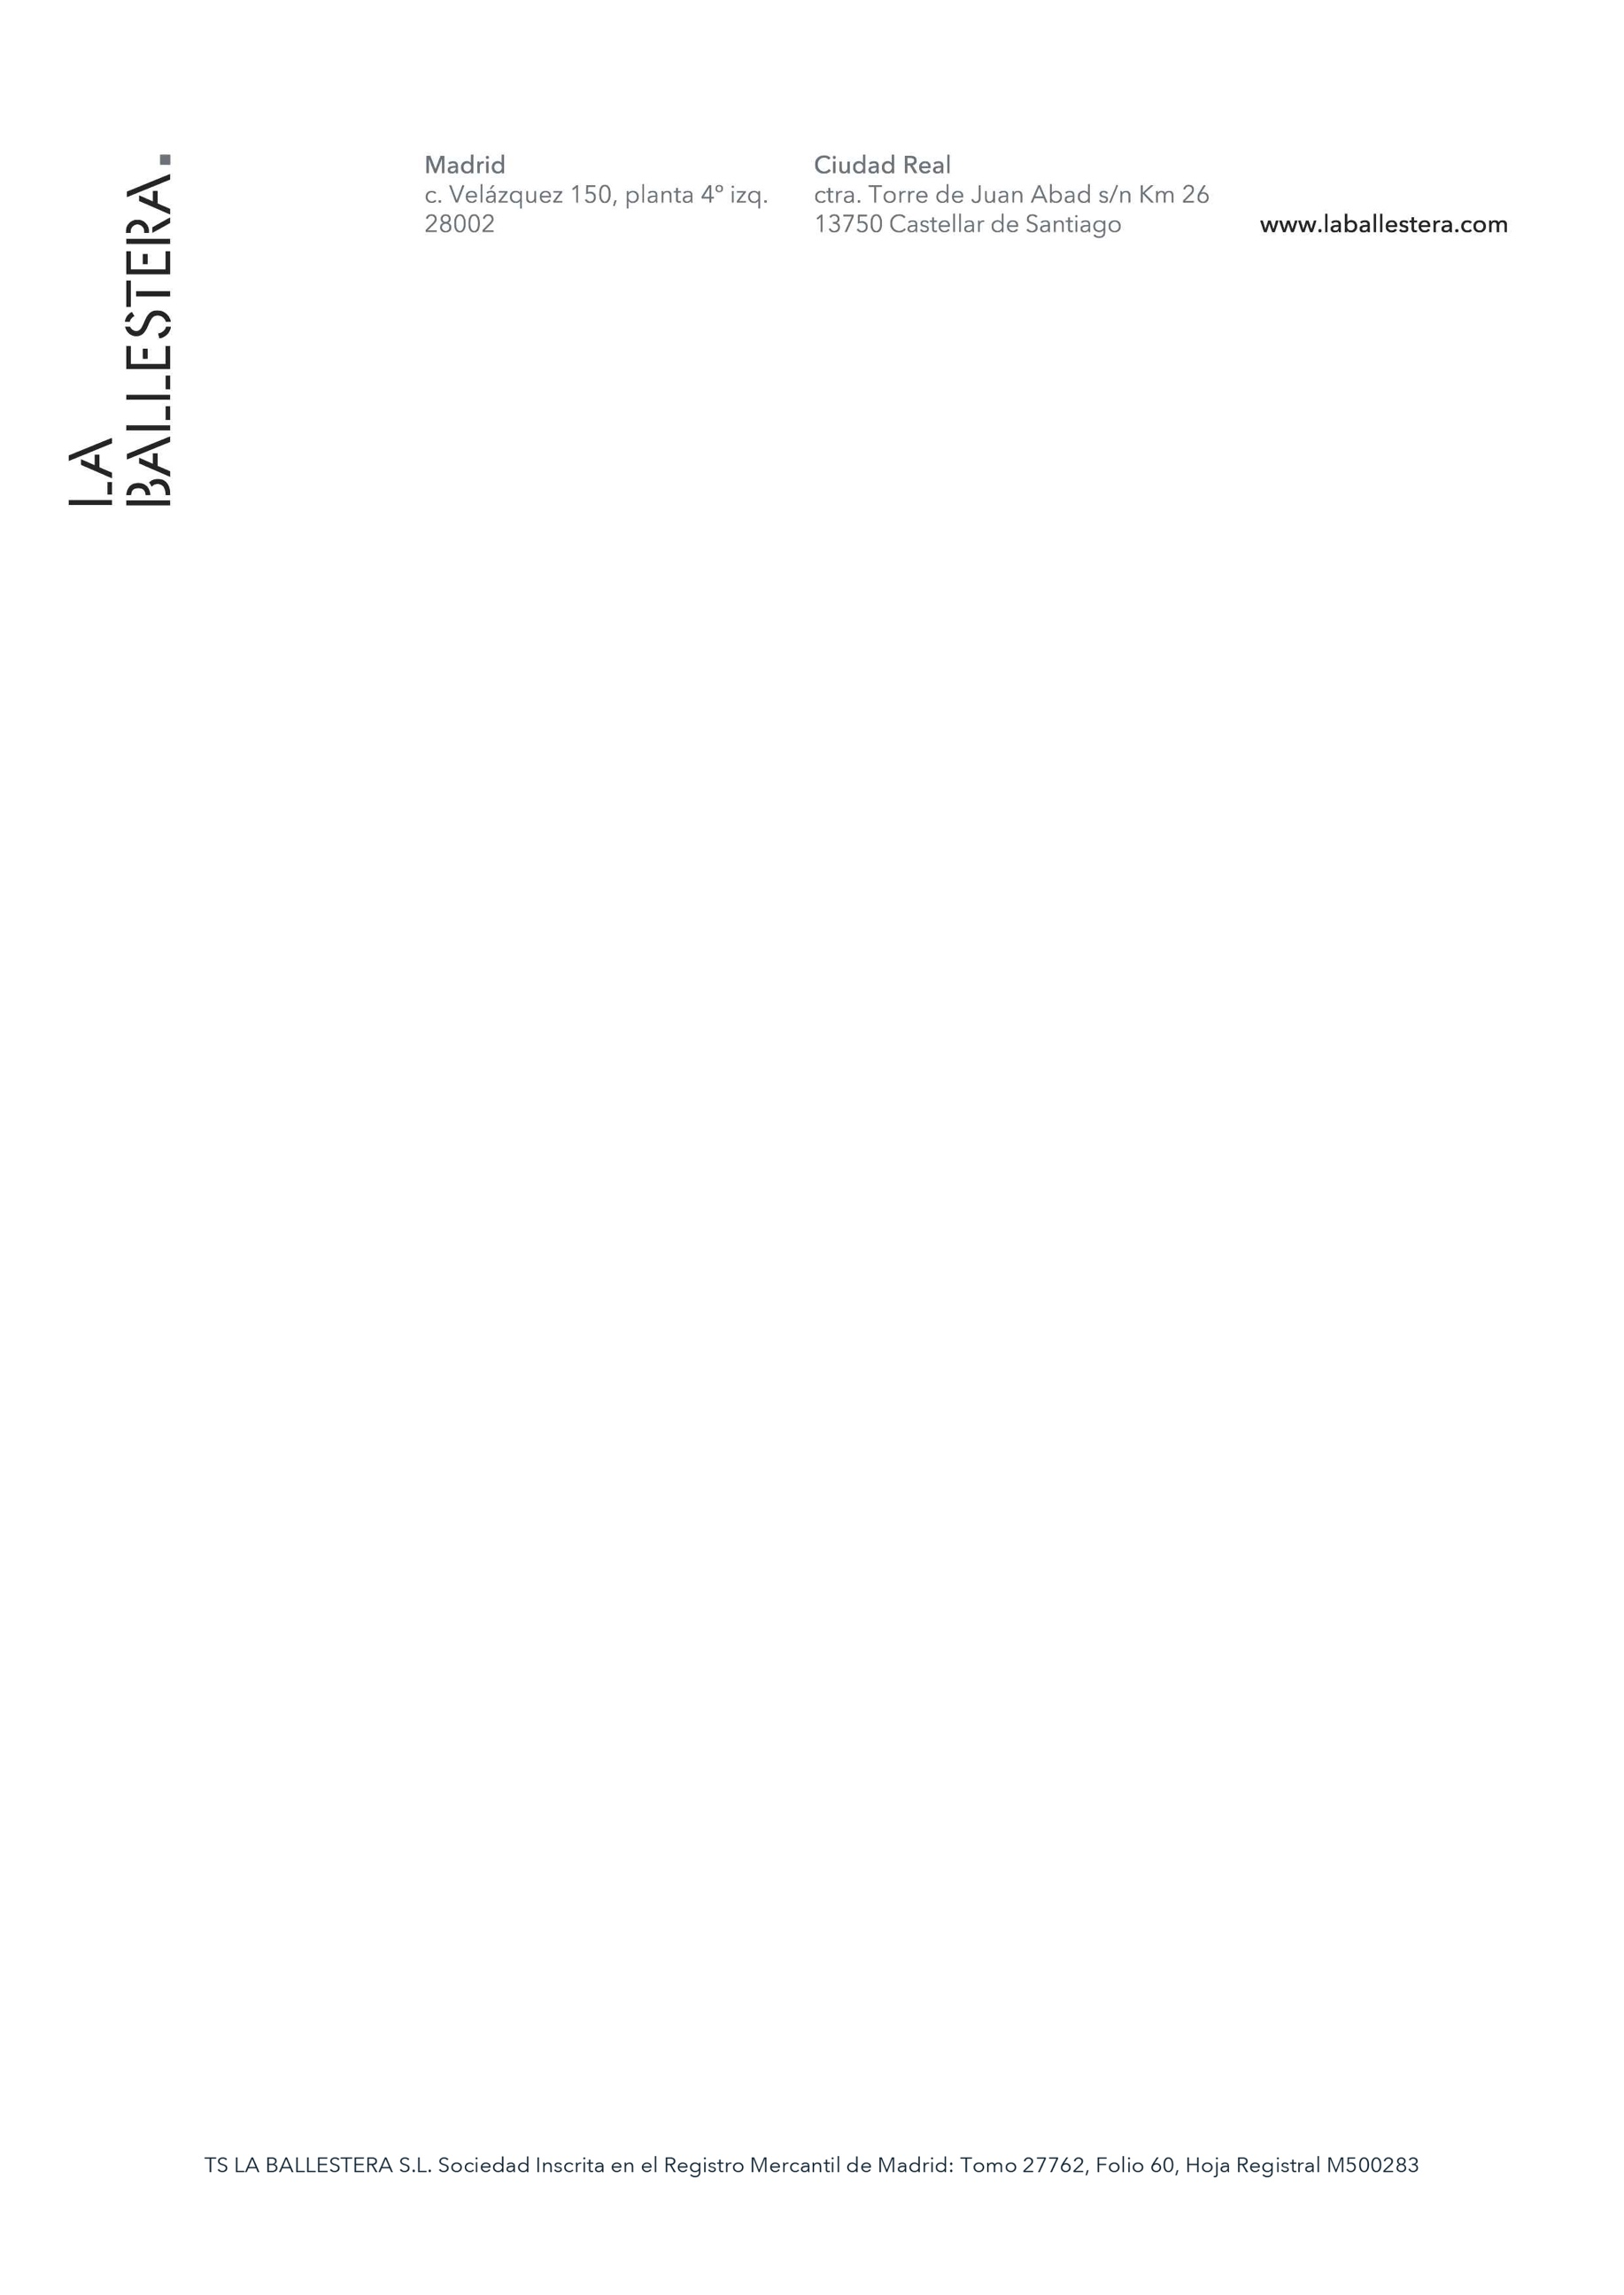 LA
BALLESTERA.
Madrid
c. Velázquez 150, planta 4º izq.
28002
Ciudad Real
ctra. Torre de Juan Abad s/n Km 26
13750 Castellar de Santiago
www.laballestera.com
TS LA BALLESTERA S.L. Sociedad Inscrita en el Registro Mercantil de Madrid: Tomo 27762, Folio 60, Hoja Registral M500283